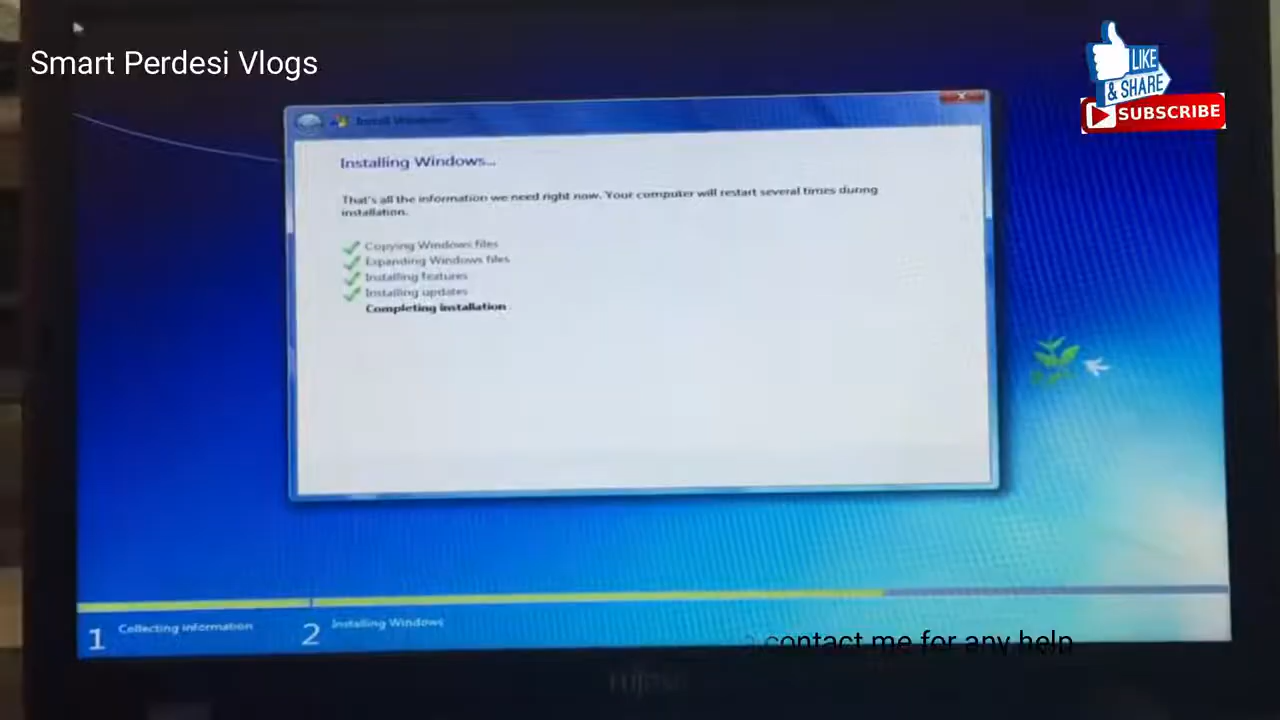 Smart Perdesi Vlogs
LIKE
& SHARE
SUBSCRIBE
Install Windows
Installing Windows...
That's all the information we need right now. Your computer will restart several times during
installation.
Copying Windows files
Expanding Windows files
Installing features
Installing updates
Completing installation
1 Collecting information
2 Installing Windows
contact me for any help
FUJITSU